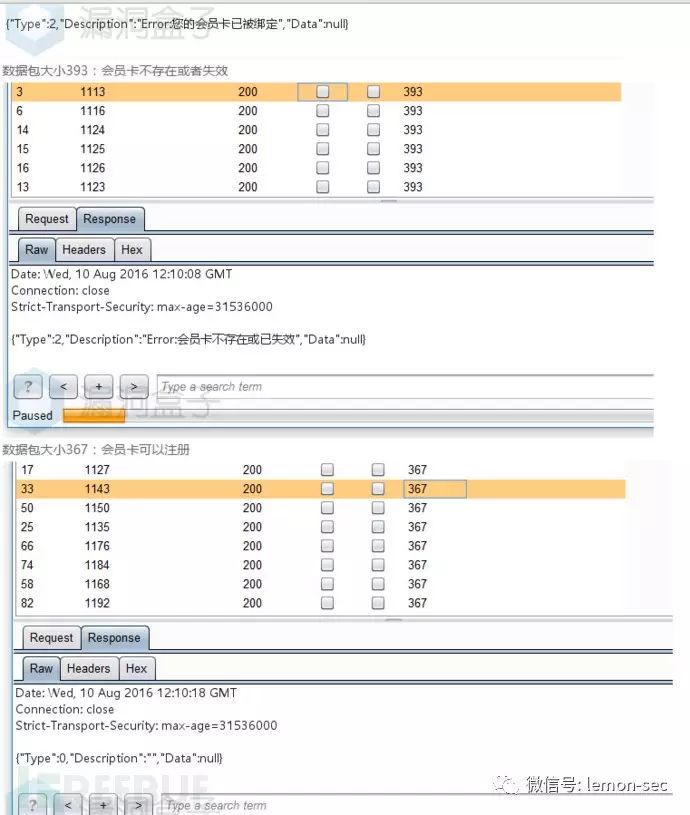 {"Type":2,"Description":"Error:您的会员卡已被绑定","Data":null}
漏洞盒子
数据包大小393：会员卡不存在或者失效
3 1113 200 393
6 1116 200 393
14 1124 200 393
15 1125 200 393
16 1126 200 393
13 1123 200 393
Request Response
Raw Headers Hex
Date: Wed, 10 Aug 2016 12:10:08 GMT
Connection: close
Strict-Transport-Security: max-age=31536000
{"Type":2,"Description":"Error:会员卡不存在或已失效","Data":null}
? < + > Type a search term
漏洞盒子
Paused
数据包大小367：会员卡可以注册
17 1127 200 367
33 1143 200 367
50 1150 200 367
25 1135 200 367
66 1176 200 367
74 1184 200 367
58 1168 200 367
82 1192 200 367
Request Response
Raw Headers Hex
Date: Wed, 10 Aug 2016 12:10:18 GMT
Connection: close
Strict-Transport-Security: max-age=31536000
{"Type":0,"Description":"","Data":null}
FREEBUF
微信号: lemon-sec
? < + > Type a search term
漏洞盒子